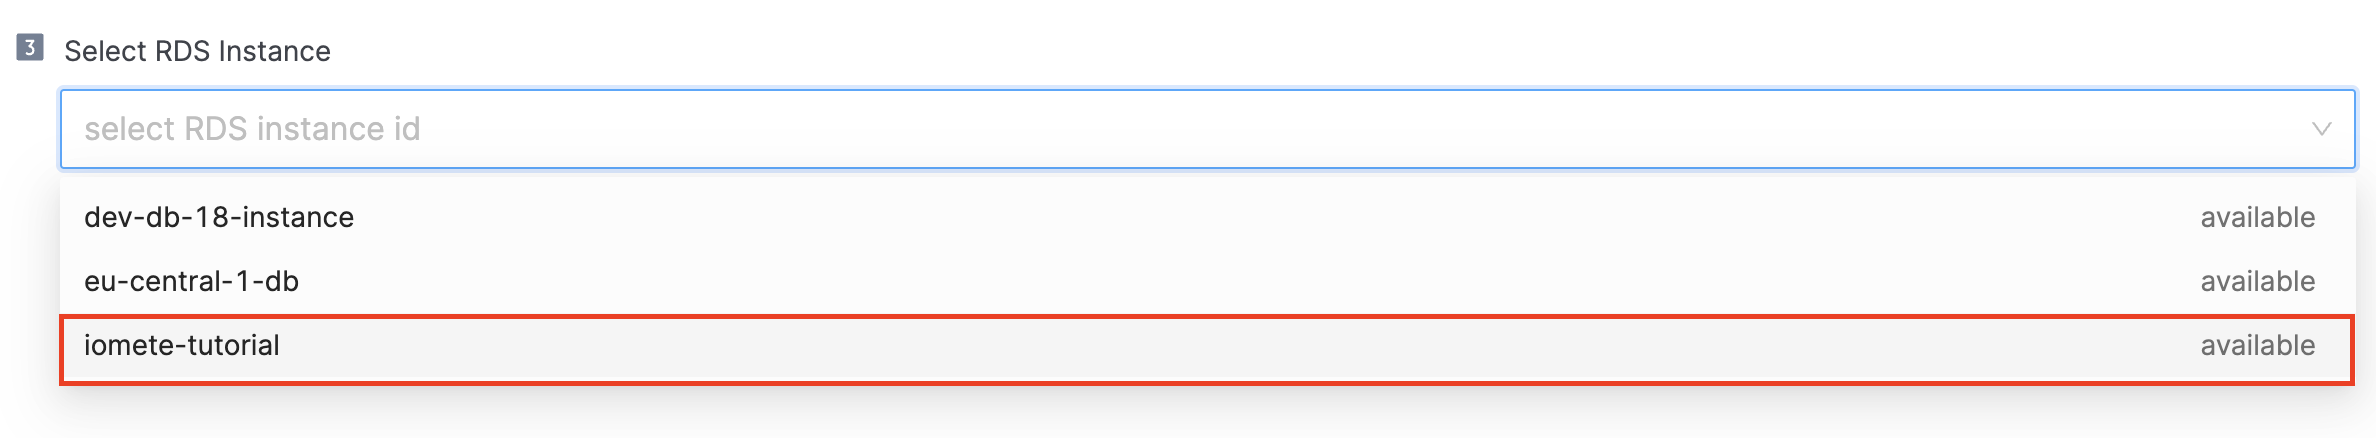 3 Select RDS Instance
select RDS instance id
dev-db-18-instance available
eu-central-1-db available
iomete-tutorial available